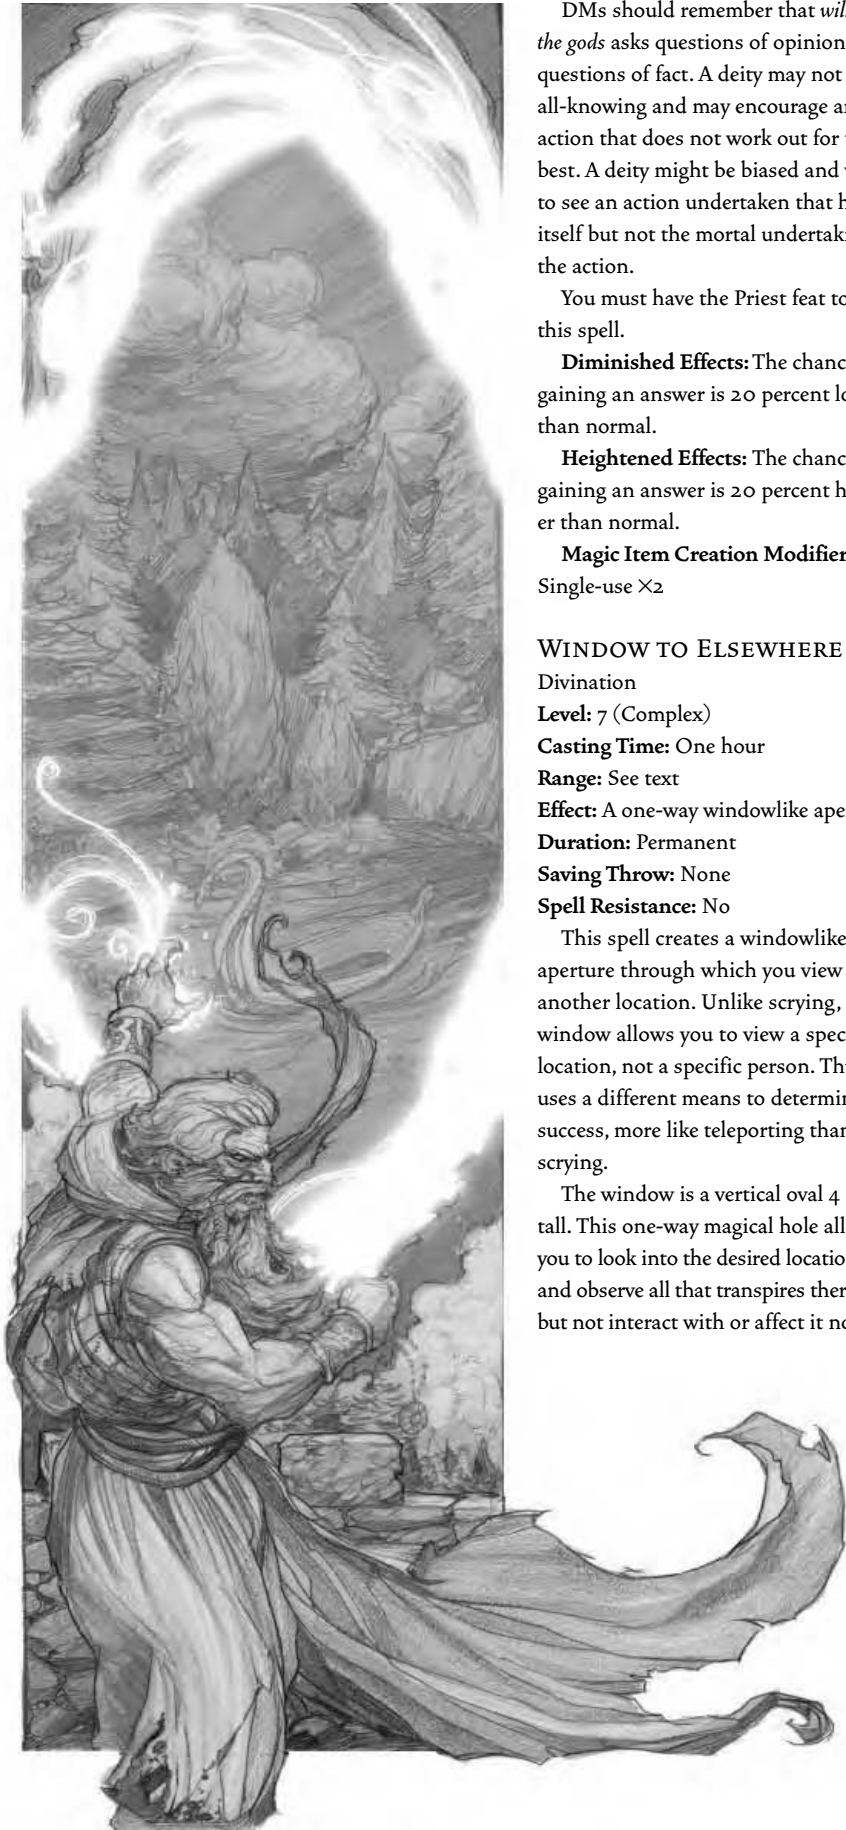 DMs should remember that will
the gods asks questions of opinion
questions of fact. A deity may not
all-knowing and may encourage a
action that does not work out for
best. A deity might be biased and
to see an action undertaken that h
itself but not the mortal undertaki
the action.
You must have the Priest feat to
this spell.
Diminished Effects: The chanc
gaining an answer is 20 percent lo
than normal.
Heightened Effects: The chanc
gaining an answer is 20 percent h
er than normal.
Magic Item Creation Modifier
Single-use ×2
WINDOW TO ELSEWHERE
Divination
Level: 7 (Complex)
Casting Time: One hour
Range: See text
Effect: A one-way windowlike ape
Duration: Permanent
Saving Throw: None
Spell Resistance: No
This spell creates a windowlike
aperture through which you view
another location. Unlike scrying,
window allows you to view a spec
location, not a specific person. Th
uses a different means to determin
success, more like teleporting than
scrying.
The window is a vertical oval 4
tall. This one-way magical hole all
you to look into the desired locatio
and observe all that transpires ther
but not interact with or affect it no